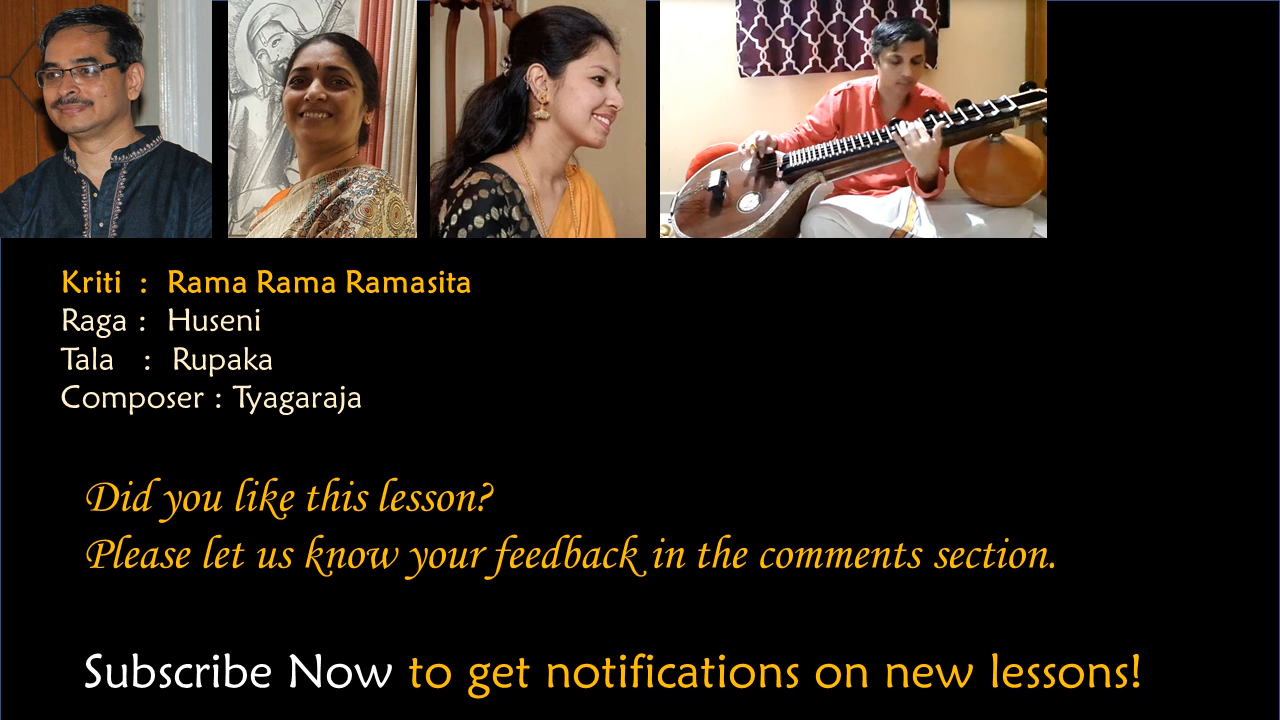 Kriti : Rama Rama Ramasita
Raga : Huseni
Tala : Rupaka
Composer : Tyagaraja
Did you like this lesson?
Please let us know your feedback in the comments section.
Subscribe Now to get notifications on new lessons!